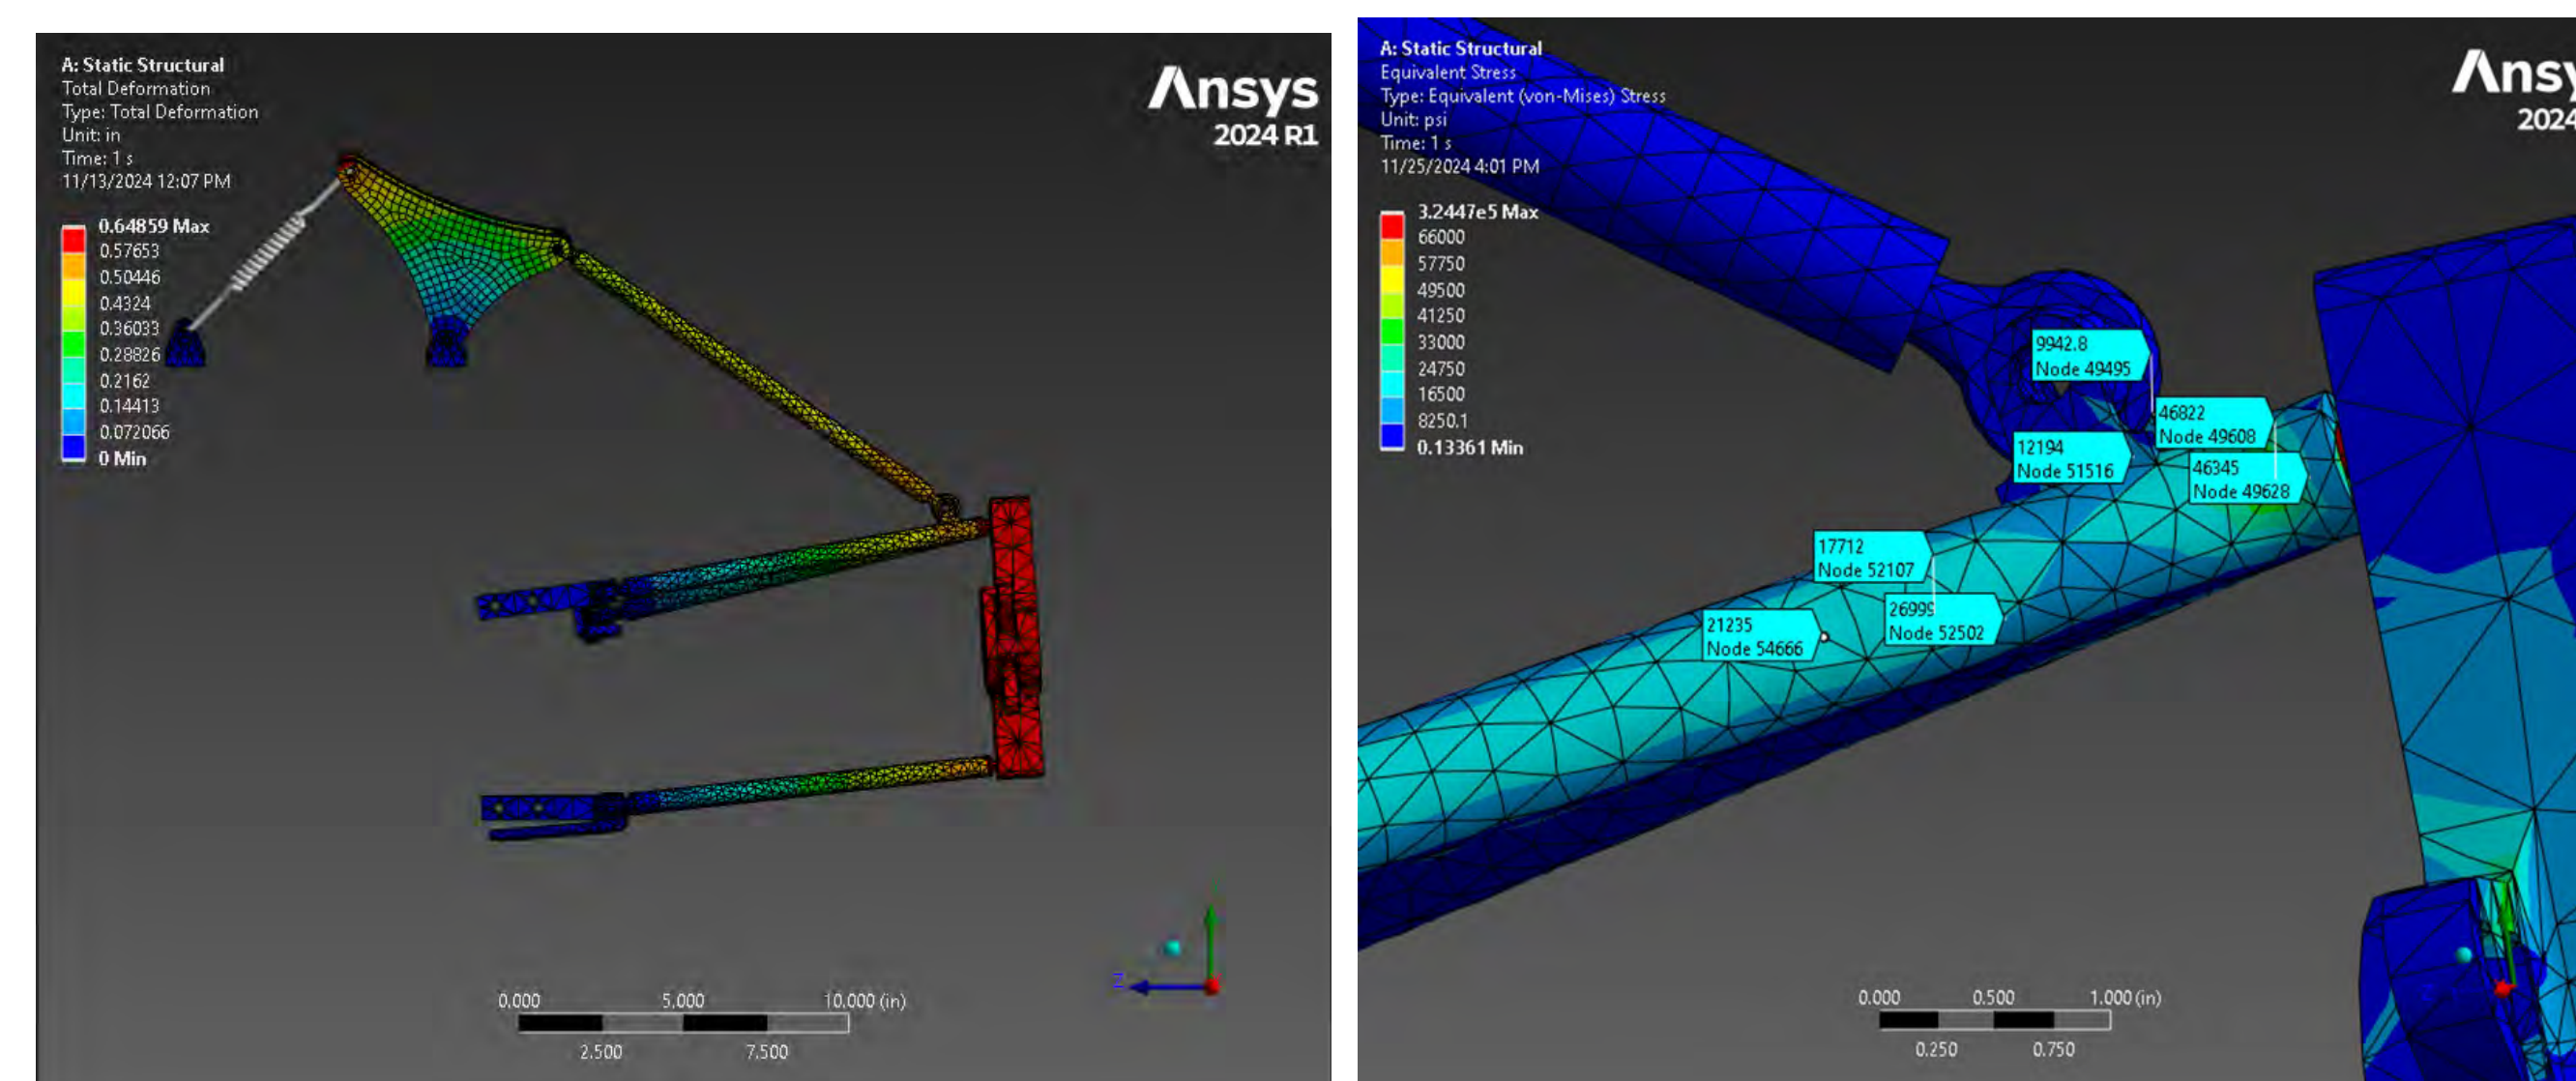 A: Static Structural
Total Deformation
Type: Total Deformation
Unit: in
Time: 1 s
11/13/2024 12:07 PM
0.64859 Max
0.57653
0.50446
0.4324
0.36033
0.28826
0.2162
0.14413
0.072066
0 Min
Ansys
2024 R1
Z
0.000 5.000 10.000 (in)
2.500 7.500
A: Static Structural
Equivalent Stress
Type: Equivalent (von-Mises) Stress
Unit: psi
Time: 1 s
11/25/2024 4:01 PM
3.2447e5 Max
66000
57750
49500
41250
33000
24750
16500
8250.1
0.13361 Min
Ansy
2024
9942.8
Node 49495
46822
Node 49608
12194
Node 51516
46345
Node 49628
17712
Node 52107
26999
Node 52502
21235
Node 54666
0.000 0.500 1.000 (in)
0.250 0.750